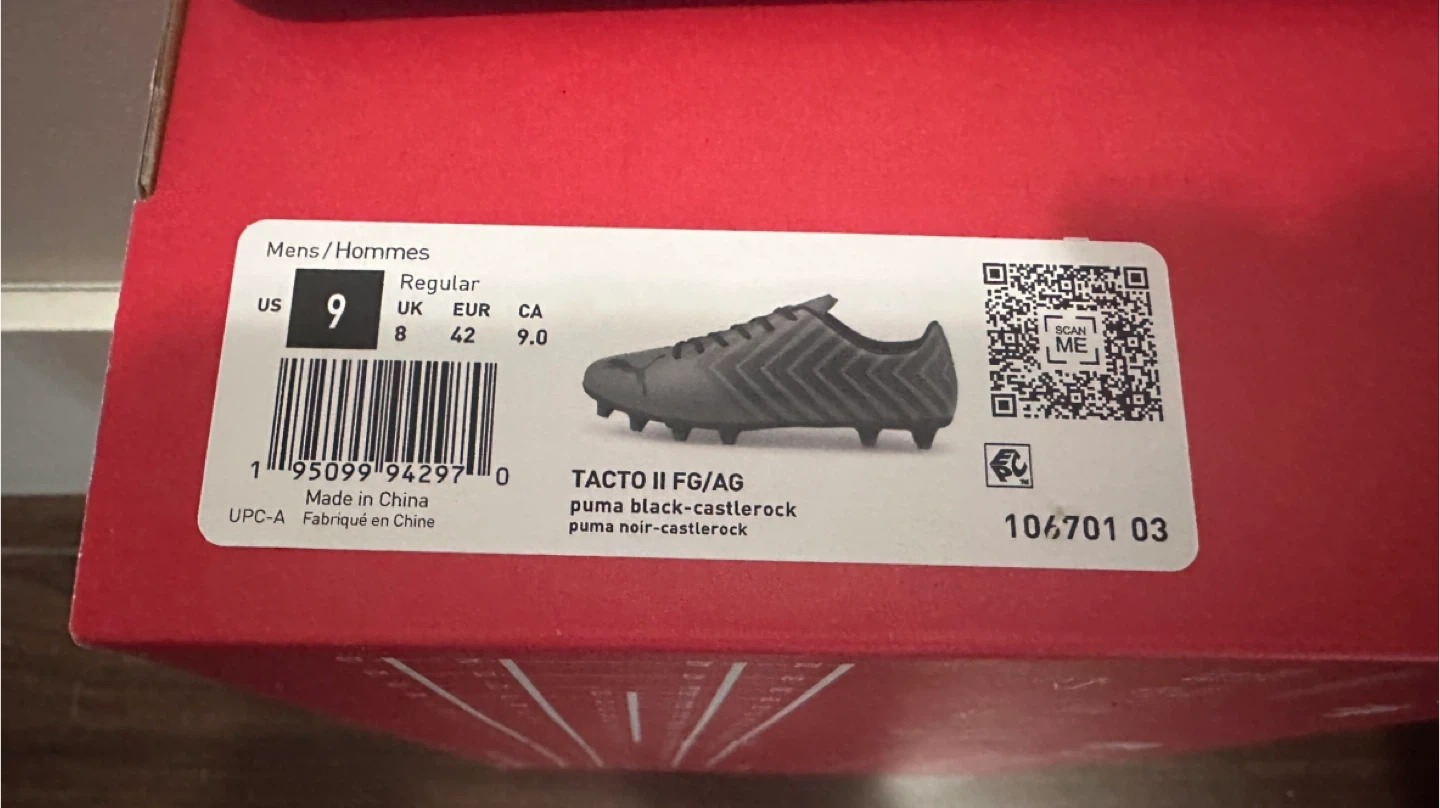 Mens/Hommes
Regular
US 9
UK EUR CA
8 42 9.0
1 95099 94297 0
Made in China
UPC-A Fabriqué en Chine
TACTO II FG/AG
puma black-castlerock
puma noir-castlerock
SCAN
ME
106701 03